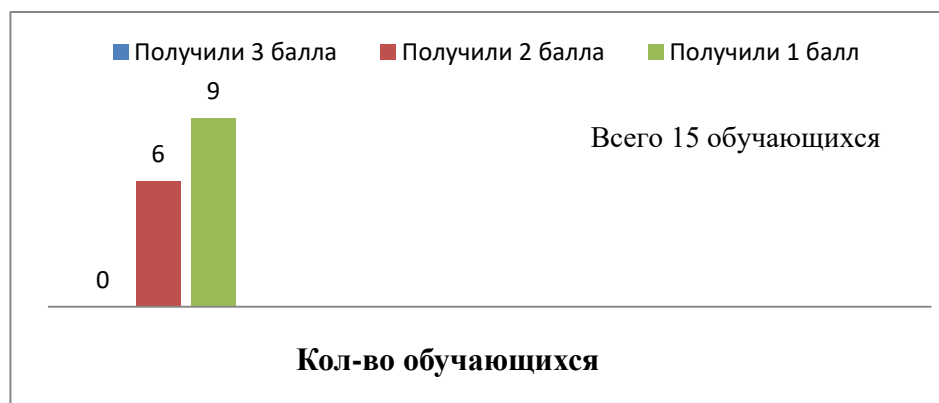 Получили 3 балла Получили 2 балла Получили 1 балл
9
Всего 15 обучающихся
6
0
Кол-во обучающихся